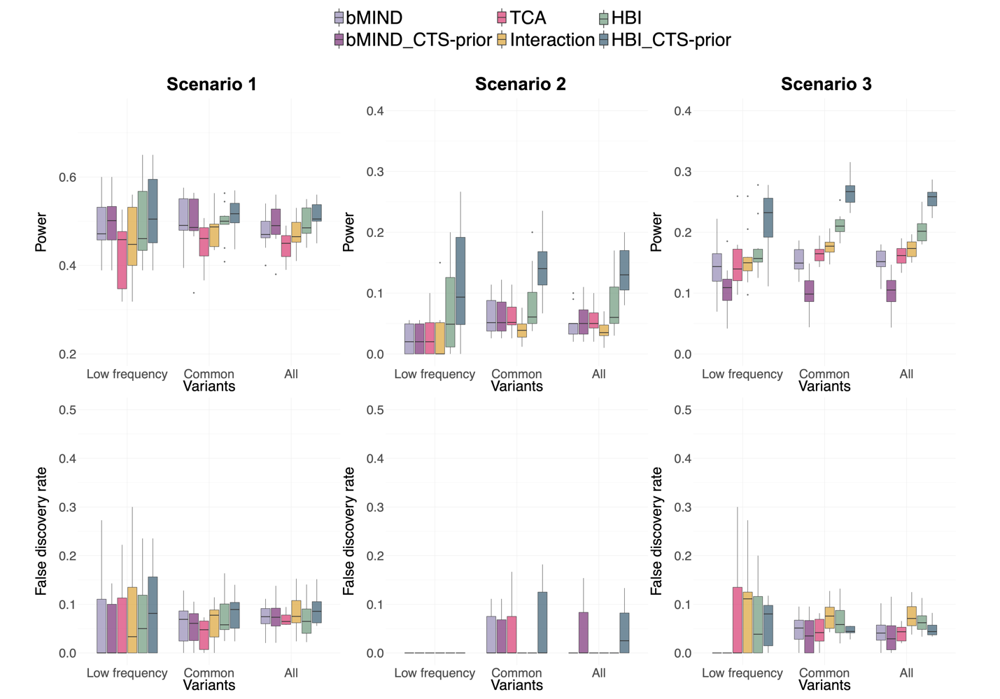 bMIND TCA HBI
bMIND_CTS-prior Interaction HBI_CTS-prior
Scenario 1
Power
0.6
0.4
0.2
Low frequency Common All
Variants
Scenario 2
Power
0.4
0.3
0.2
0.1
0.0
Low frequency Common All
Variants
Scenario 3
Power
0.4
0.3
0.2
0.1
0.0
Low frequency Common All
Variants
False discovery rate
0.5
0.4
0.3
0.2
0.1
0.0
Low frequency Common All
Variants
False discovery rate
0.5
0.4
0.3
0.2
0.1
0.0
Low frequency Common All
Variants
False discovery rate
0.5
0.4
0.3
0.2
0.1
0.0
Low frequency Common All
Variants